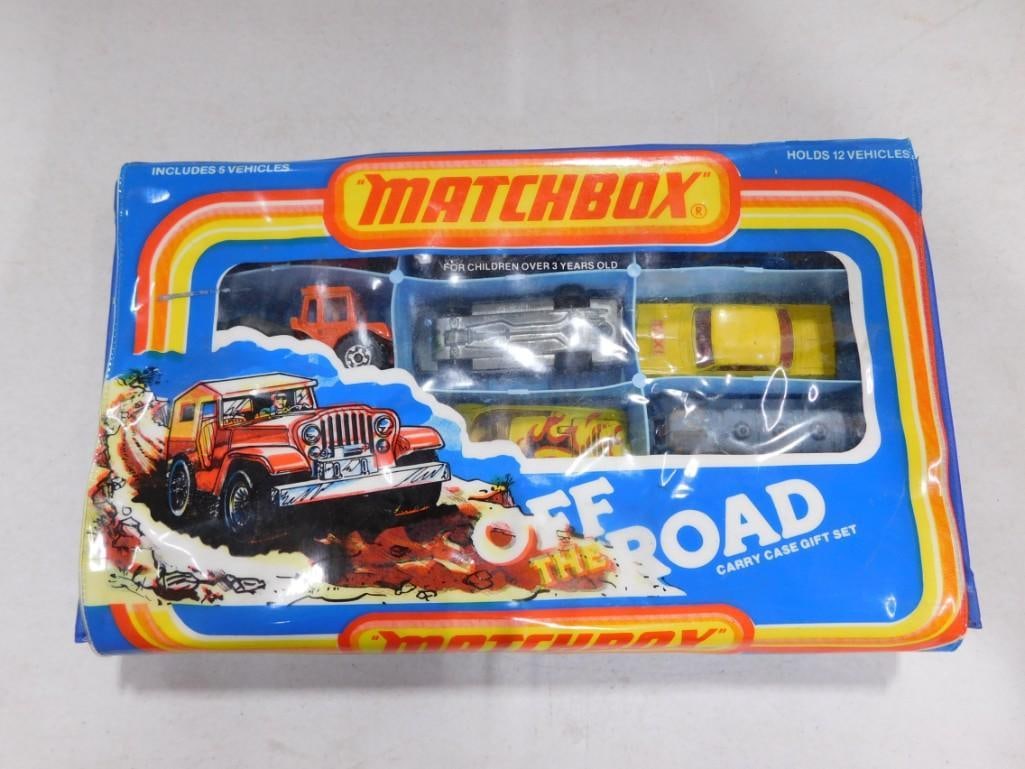 INCLUDES 5 VEHICLES
HOLDS 12 VEHICLES
"MATCHBOX"®
FOR CHILDREN OVER 3 YEARS OLD
OFF
THE ROAD
CARRY CASE GIFT SET
"MATCHBOX"